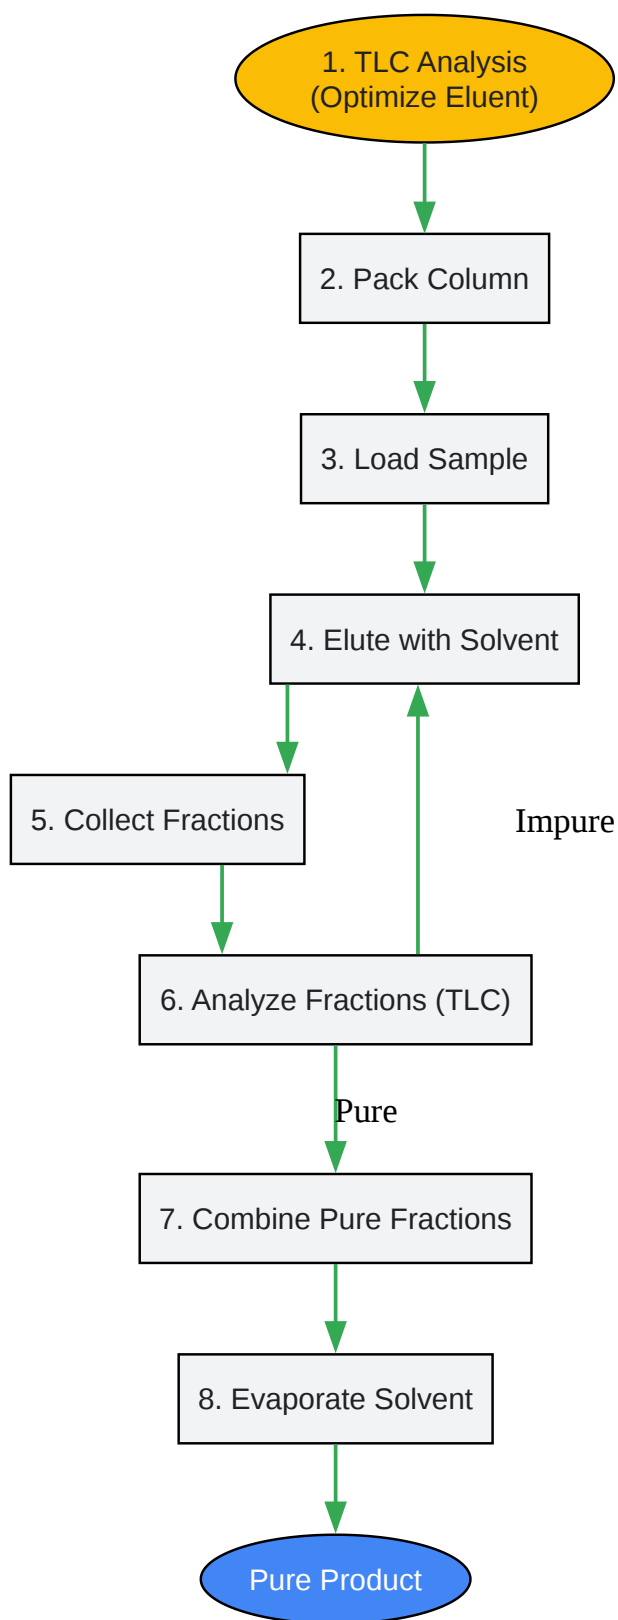 1. TLC Analysis
(Optimize Eluent)
2. Pack Column
3. Load Sample
4. Elute with Solvent
5. Collect Fractions
Impure
6. Analyze Fractions (TLC)
Pure
7. Combine Pure Fractions
8. Evaporate Solvent
Pure Product